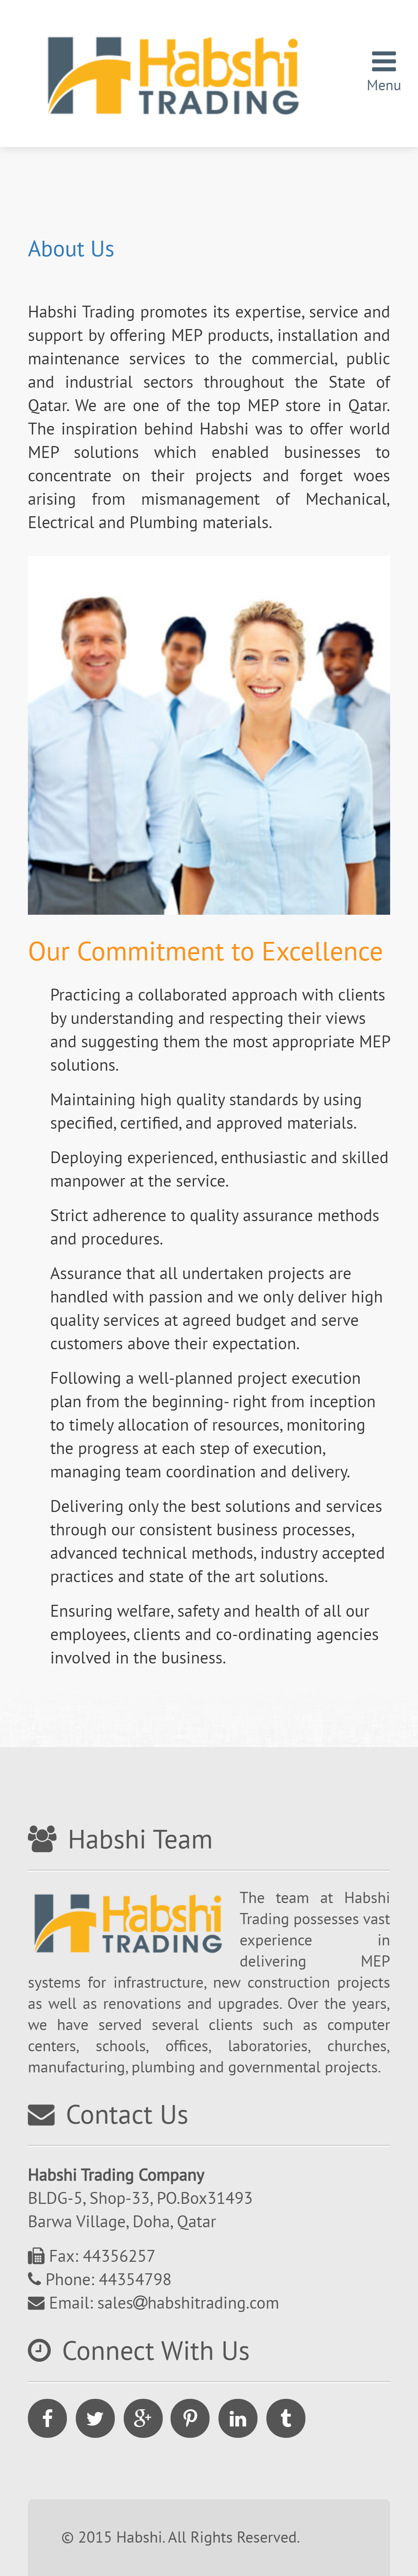 Habshi
TRADING
Menu
About Us
Habshi Trading promotes its expertise, service and
support by offering MEP products, installation and
maintenance services to the commercial, public
and industrial sectors throughout the State of
Qatar. We are one of the top MEP store in Qatar.
The inspiration behind Habshi was to offer world
MEP solutions which enabled businesses to
concentrate on their projects and forget woes
arising from mismanagement of Mechanical,
Electrical and Plumbing materials.
Our Commitment to Excellence
Practicing a collaborated approach with clients
by understanding and respecting their views
and suggesting them the most appropriate MEP
solutions.
Maintaining high quality standards by using
specified, certified, and approved materials.
Deploying experienced, enthusiastic and skilled
manpower at the service.
Strict adherence to quality assurance methods
and procedures.
Assurance that all undertaken projects are
handled with passion and we only deliver high
quality services at agreed budget and serve
customers above their expectation.
Following a well-planned project execution
plan from the beginning- right from inception
to timely allocation of resources, monitoring
the progress at each step of execution,
managing team coordination and delivery.
Delivering only the best solutions and services
through our consistent business processes,
advanced technical methods, industry accepted
practices and state of the art solutions.
Ensuring welfare, safety and health of all our
employees, clients and co-ordinating agencies
involved in the business.
Habshi Team
Habshi
TRADING
The team at Habshi
Trading possesses vast
experience in
delivering MEP
systems for infrastructure, new construction projects
as well as renovations and upgrades. Over the years,
we have served several clients such as computer
centers, schools, offices, laboratories, churches,
manufacturing, plumbing and governmental projects.
Contact Us
Habshi Trading Company
BLDG-5, Shop-33, PO.Box31493
Barwa Village, Doha, Qatar
Fax: 44356257
Phone: 44354798
Email: sales@habshitrading.com
Connect With Us
© 2015 Habshi. All Rights Reserved.